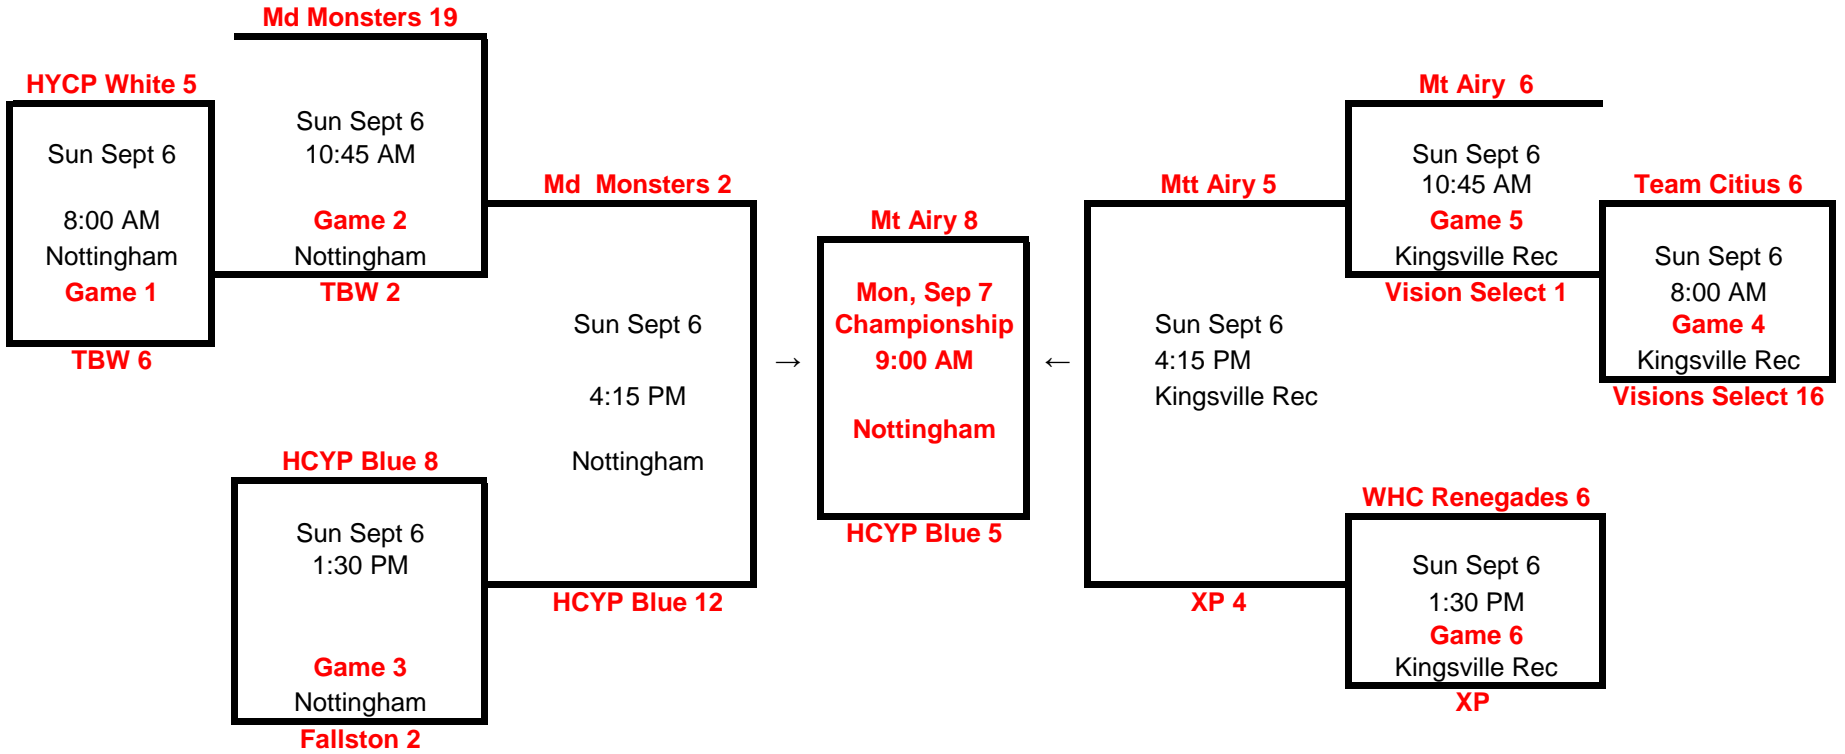 Md Monsters 19
HYCP White 5
Sun Sept 6
8:00 AM
Nottingham
Game 1
TBW 6
Sun Sept 6
10:45 AM
Game 2
Nottingham
TBW 2
Md  Monsters 2
Sun Sept 6
4:15 PM
Nottingham
HCYP Blue 12
HCYP Blue 8
Sun Sept 6
1:30 PM
Game 3
Nottingham
Fallston 2
→
Mt Airy 8
Mon, Sep 7
Championship
9:00 AM
Nottingham
HCYP Blue 5
←
Mtt Airy 5
Sun Sept 6
4:15 PM
Kingsville Rec
XP 4
Mt Airy  6
Sun Sept 6
10:45 AM
Game 5
Kingsville Rec
Vision Select 1
Team Citius 6
Sun Sept 6
8:00 AM
Game 4
Kingsville Rec
Visions Select 16
WHC Renegades 6
Sun Sept 6
1:30 PM
Game 6
Kingsville Rec
XP